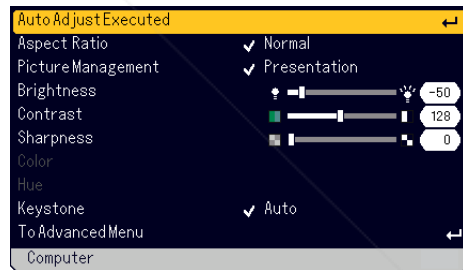 Auto Adjust Executed
Aspect Ratio Normal
Picture Management Presentation
Brightness -50
Contrast 128
Sharpness 0
Color
Hue
Keystone Auto
To Advanced Menu
Computer